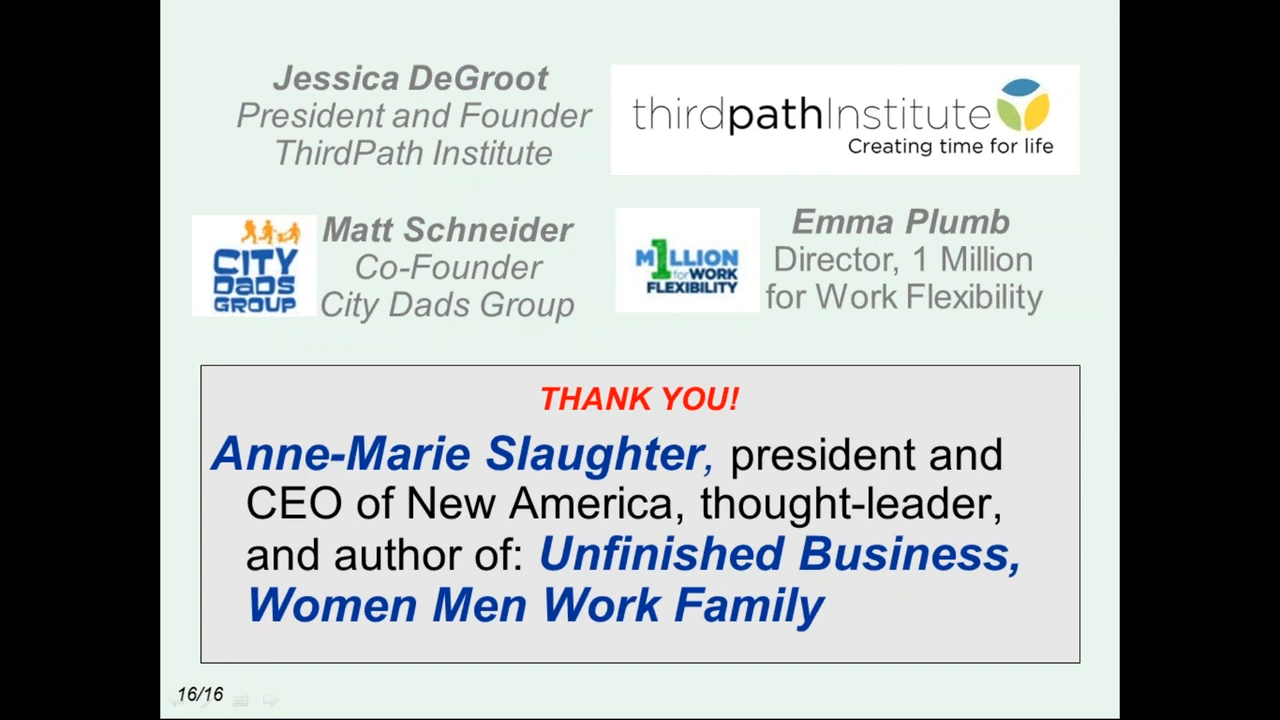 Jessica DeGroot
President and Founder
ThirdPath Institute
thirdpathInstitute
Creating time for life
CITY
DADS
GROUP
Matt Schneider
Co-Founder
City Dads Group
M1LLION
for WORK
FLEXIBILITY
Emma Plumb
Director, 1 Million
for Work Flexibility
THANK YOU!
Anne-Marie Slaughter, president and
CEO of New America, thought-leader,
and author of: Unfinished Business,
Women Men Work Family
16/16